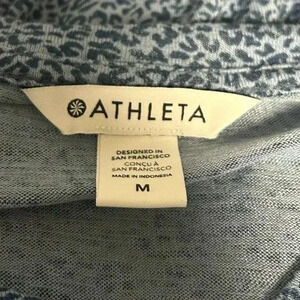 ATHLETA
DESIGNED IN
SAN FRANCISCO
CONÇU À
SAN FRANCISCO
MADE IN INDONESIA
M